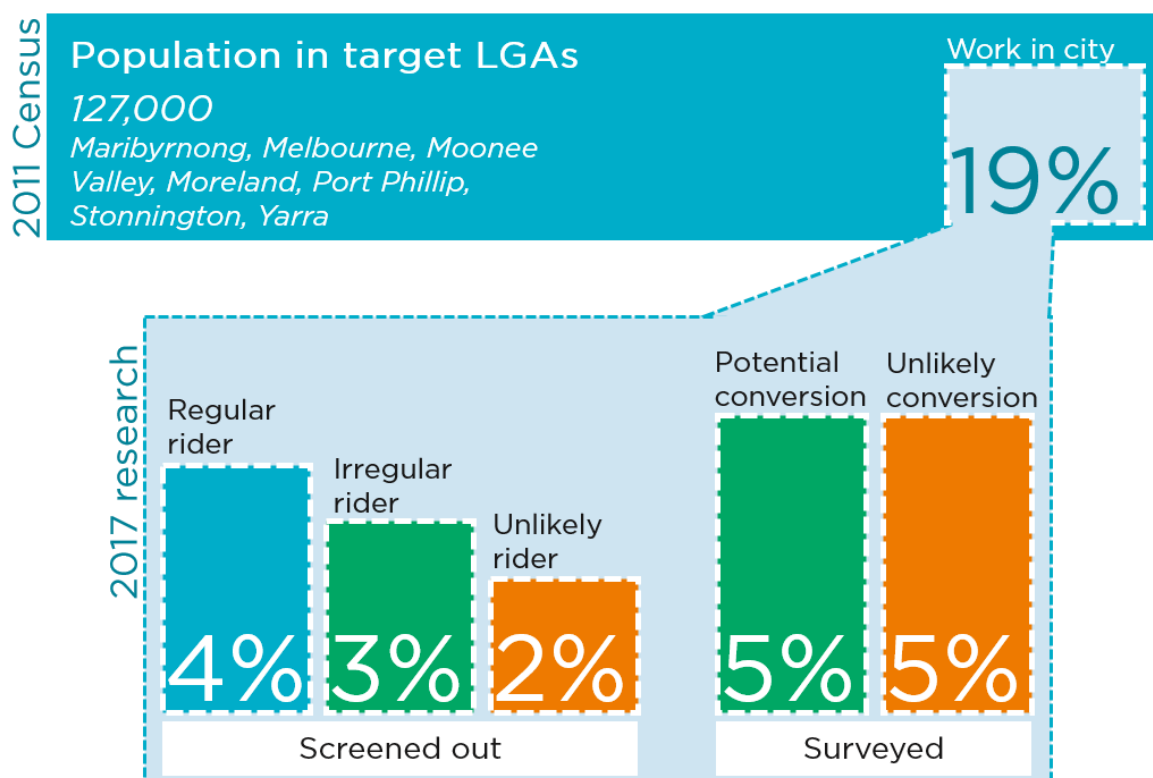 2011 Census
Population in target LGAs
127,000
Maribyrnong, Melbourne, Moonee
Valley, Moreland, Port Phillip,
Stonnington, Yarra
Work in city
19%
2017 research
Regular
rider
4%
Irregular
rider
3%
Unlikely
rider
2%
Screened out
Potential
conversion
5%
Unlikely
conversion
5%
Surveyed